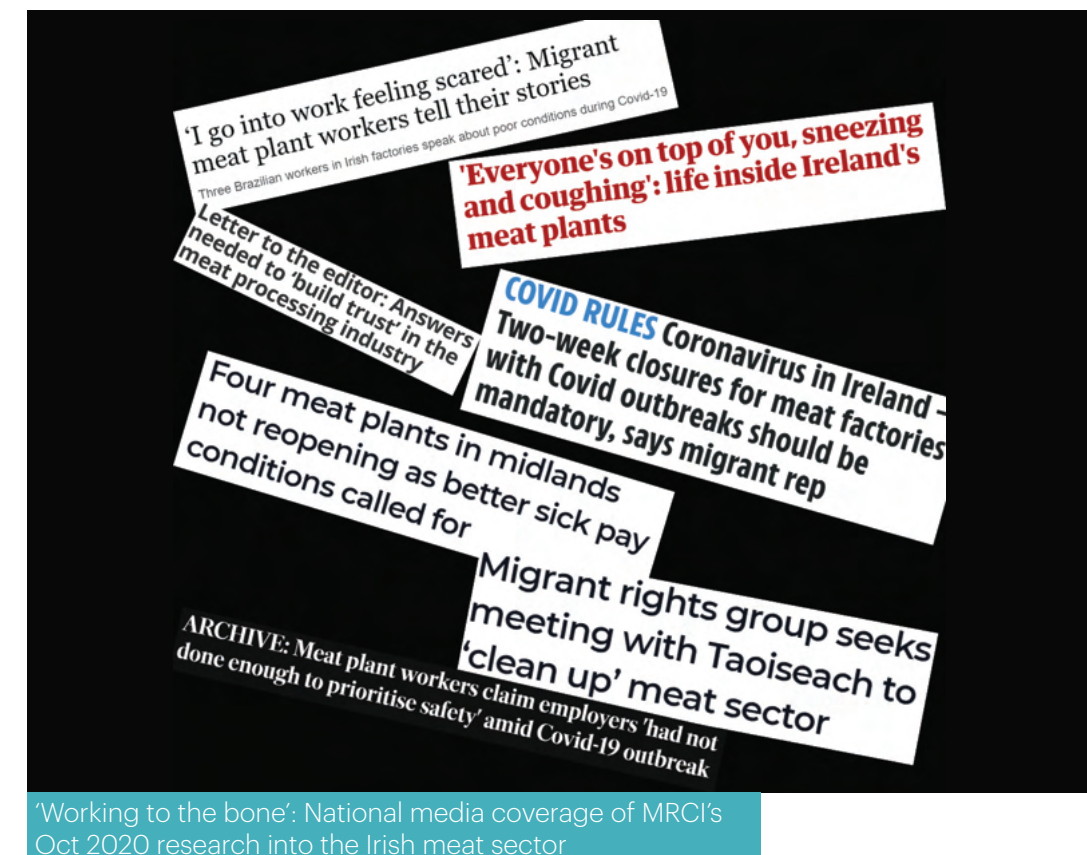 ‘I go into work feeling scared’: Migrant
meat plant workers tell their stories
Three Brazilian workers in Irish factories speak about poor conditions during Covid-19
'Everyone's on top of you, sneezing
and coughing': life inside Ireland's
meat plants
Letter to the editor: Answers
needed to ‘build trust’ in the
meat processing industry
COVID RULES Coronavirus in Ireland –
Two-week closures for meat factories
with Covid outbreaks should be
mandatory, says migrant rep
Four meat plants in midlands
not reopening as better sick pay
conditions called for
Migrant rights group seeks
meeting with Taoiseach to
‘clean up’ meat sector
ARCHIVE: Meat plant workers claim employers 'had not
done enough to prioritise safety' amid Covid-19 outbreak
‘Working to the bone’: National media coverage of MRCI’s
Oct 2020 research into the Irish meat sector